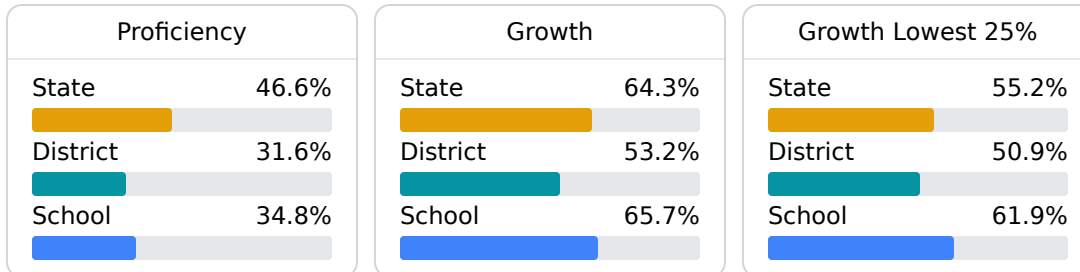 Proficiency
State 46.6%
District 31.6%
School 34.8%
Growth
State 64.3%
District 53.2%
School 65.7%
Growth Lowest 25%
State 55.2%
District 50.9%
School 61.9%